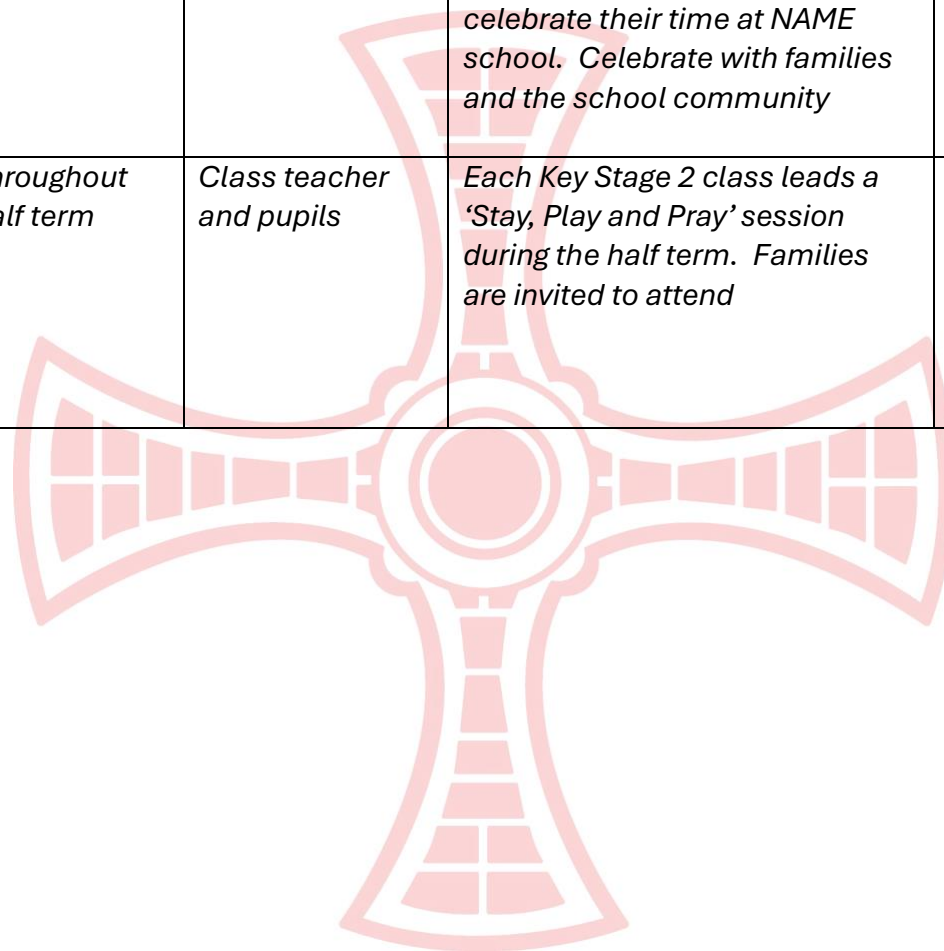 celebrate their time at NAME
school.  Celebrate with families
and the school community
Class teacher
and pupils
Each Key Stage 2 class leads a
‘Stay, Play and Pray’ session
during the half term.  Families
are invited to attend
term